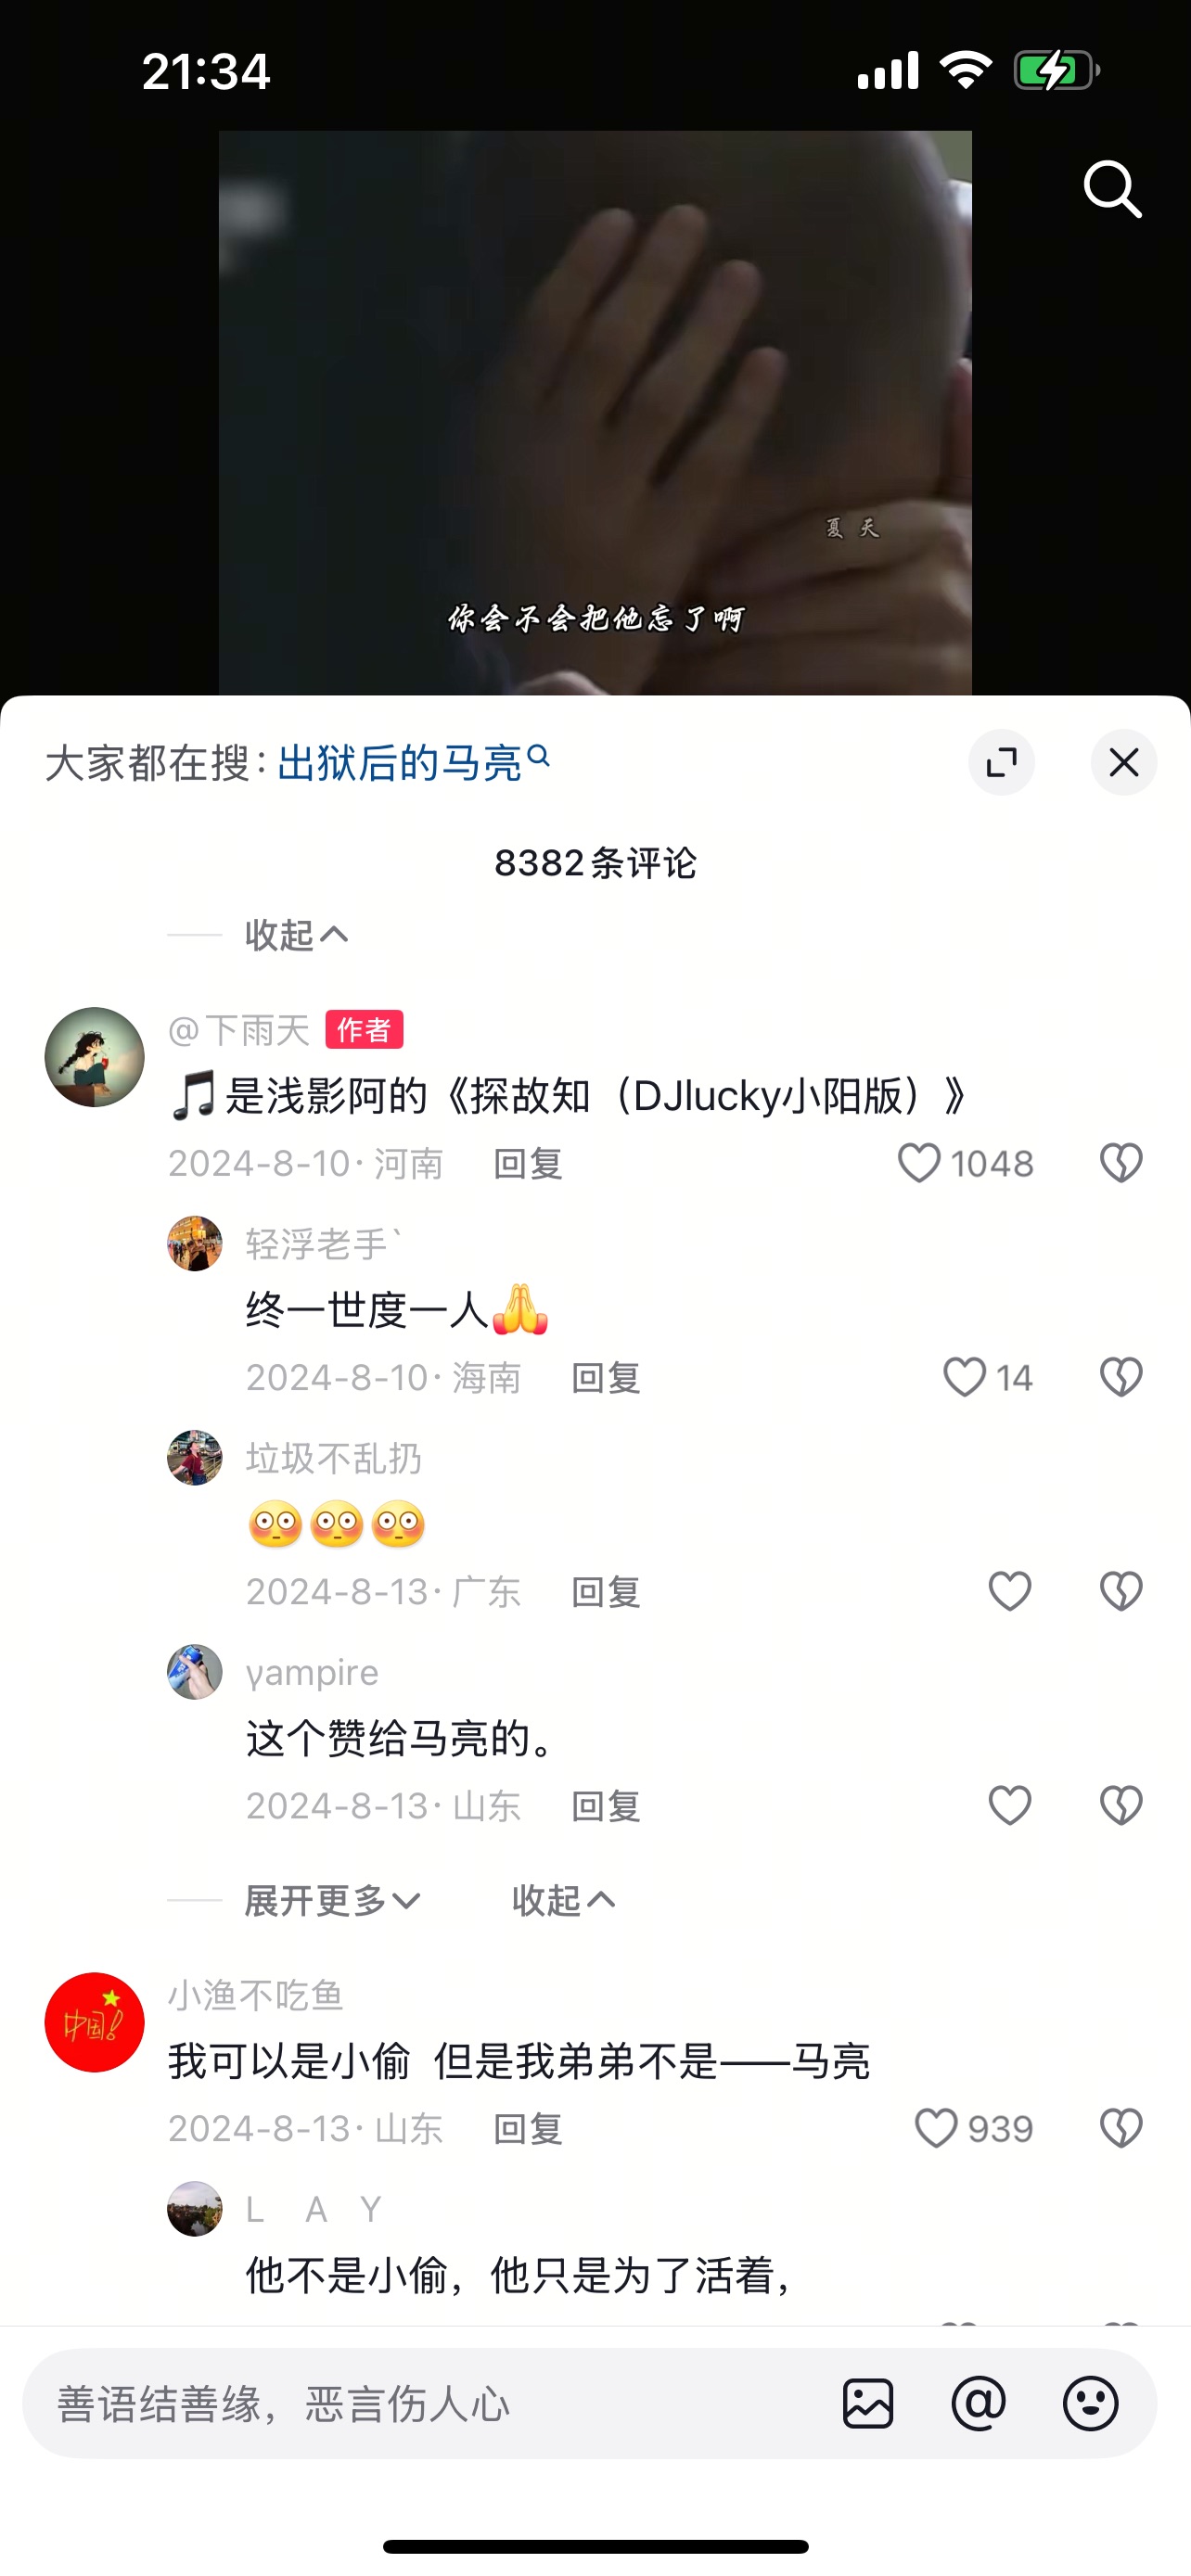 21:34
夏天
你会不会把他忘了啊
大家都在搜：出狱后的马亮
8382条评论
收起
@下雨天 作者
🎵是浅影阿的《探故知（DJlucky小阳版）》
2024-8-10·河南 回复 1048
轻浮老手`
终一世度一人🙏
2024-8-10·海南 回复 14
垃圾不乱扔
😳😳😳
2024-8-13·广东 回复
γampire
这个赞给马亮的。
2024-8-13·山东 回复
展开更多 收起
中国!
小渔不吃鱼
我可以是小偷 但是我弟弟不是——马亮
2024-8-13·山东 回复 939
L A Y
他不是小偷，他只是为了活着，
善语结善缘，恶言伤人心